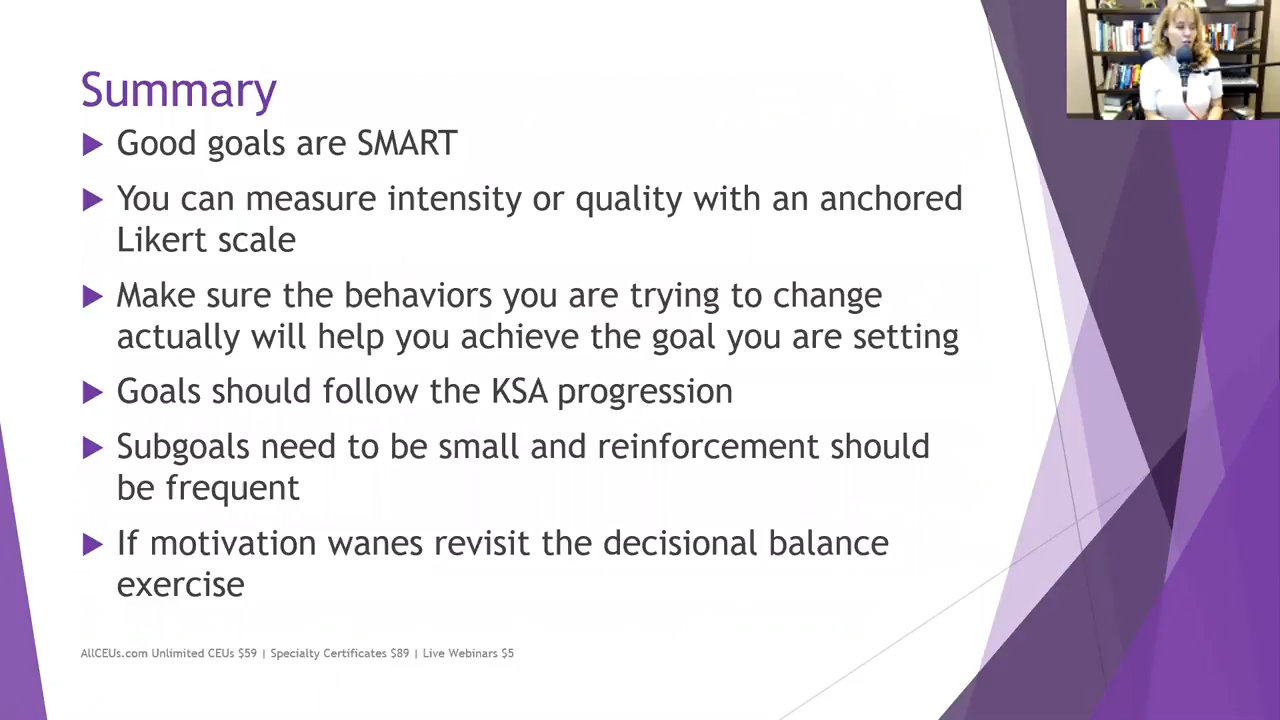 Summary
Good goals are SMART
You can measure intensity or quality with an anchored
Likert scale
Make sure the behaviors you are trying to change
actually will help you achieve the goal you are setting
Goals should follow the KSA progression
Subgoals need to be small and reinforcement should
be frequent
If motivation wanes revisit the decisional balance
exercise
AllCEUs.com Unlimited CEUs $59 | Specialty Certificates $89 | Live Webinars $5